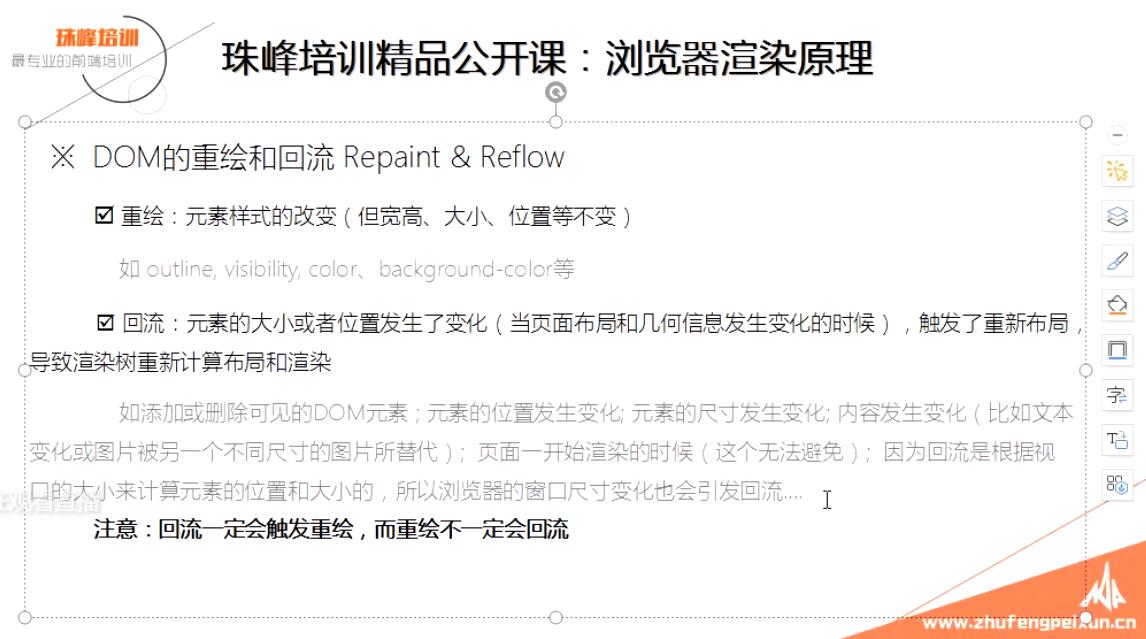 珠峰培训
最专业的前端培训
珠峰培训精品公开课：浏览器渲染原理
※ DOM的重绘和回流 Repaint & Reflow
☑ 重绘：元素样式的改变（但宽高、大小、位置等不变）
如 outline, visibility, color、background-color等
☑ 回流：元素的大小或者位置发生了变化（当页面布局和几何信息发生变化的时候），触发了重新布局，
导致渲染树重新计算布局和渲染
如添加或删除可见的DOM元素；元素的位置发生变化; 元素的尺寸发生变化; 内容发生变化（比如文本
变化或图片被另一个不同尺寸的图片所替代）；页面一开始渲染的时候（这个无法避免）；因为回流是根据视
口的大小来计算元素的位置和大小的，所以浏览器的窗口尺寸变化也会引发回流....
观看直播
注意：回流一定会触发重绘，而重绘不一定会回流
www.zhufengpeixun.cn